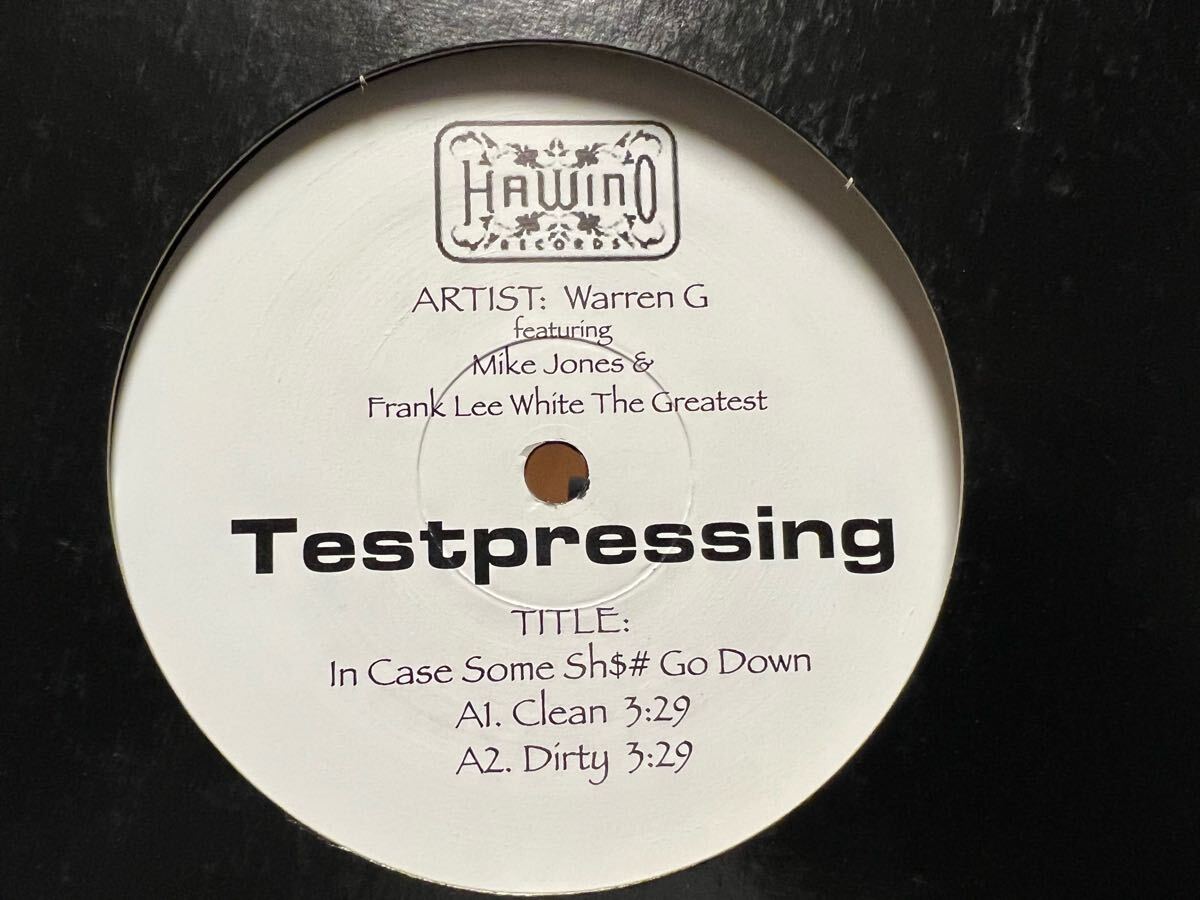 HAWINO
RECORDS
ARTIST: Warren G
featuring
Mike Jones &
Frank Lee White The Greatest
Testpressing
TITLE:
In Case Some Sh$# Go Down
A1. Clean 3:29
A2. Dirty 3:29